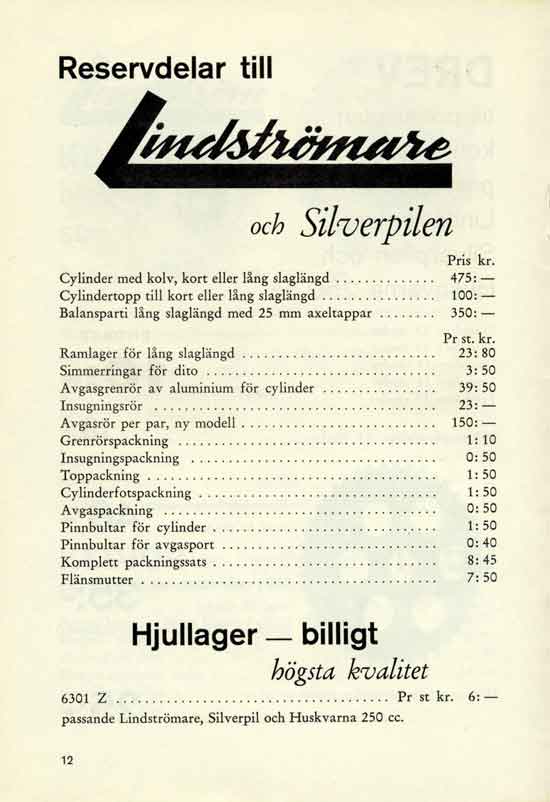 Reservdelar till
Lindströmare
och Silverpilen
Pris kr.
Cylinder med kolv, kort eller lång slaglängd . . . . . . . . . . . . . . . 475: —
Cylindertopp till kort eller lång slaglängd . . . . . . . . . . . . . . . . 100: —
Balansparti lång slaglängd med 25 mm axeltappar . . . . . . . . 350: —
Pr st. kr.
Ramlager för lång slaglängd . . . . . . . . . . . . . . . . . . . . . . . . . . . 23: 80
Simmerringar för dito . . . . . . . . . . . . . . . . . . . . . . . . . . . . . . . . 3: 50
Avgasgrenrör av aluminium för cylinder . . . . . . . . . . . . . . . . 39: 50
Insugningsrör . . . . . . . . . . . . . . . . . . . . . . . . . . . . . . . . . . . . . . . 23: —
Avgasrör per par, ny modell . . . . . . . . . . . . . . . . . . . . . . . . . . . 150: —
Grenrörspackning . . . . . . . . . . . . . . . . . . . . . . . . . . . . . . . . . . . . 1: 10
Insugningspackning . . . . . . . . . . . . . . . . . . . . . . . . . . . . . . . . . . 0: 50
Toppackning . . . . . . . . . . . . . . . . . . . . . . . . . . . . . . . . . . . . . . . . 1: 50
Cylinderfotspackning . . . . . . . . . . . . . . . . . . . . . . . . . . . . . . . . . 1: 50
Avgaspackning . . . . . . . . . . . . . . . . . . . . . . . . . . . . . . . . . . . . . . 0: 50
Pinnbultar för cylinder . . . . . . . . . . . . . . . . . . . . . . . . . . . . . . . 1: 50
Pinnbultar för avgasport . . . . . . . . . . . . . . . . . . . . . . . . . . . . . . 0: 40
Komplett packningssats . . . . . . . . . . . . . . . . . . . . . . . . . . . . . . . 8: 45
Flänsmutter . . . . . . . . . . . . . . . . . . . . . . . . . . . . . . . . . . . . . . . . . 7: 50
Hjullager — billigt
högsta kvalitet
6301 Z . . . . . . . . . . . . . . . . . . . . . . . . . . . . . . . . . . . . . Pr st kr. 6: —
passande Lindströmare, Silverpil och Huskvarna 250 cc.
12